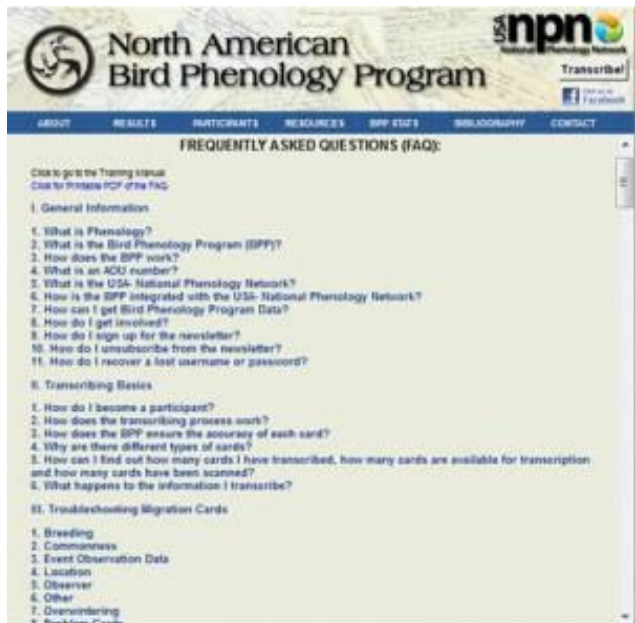 North American
Bird Phenology Program
USA
npn
National Phenology Network
Transcribe!
Facebook
ABOUT RESULTS PARTICIPANTS RESOURCES BPP STATS BIBLIOGRAPHY CONTACT
FREQUENTLY ASKED QUESTIONS (FAQ):
Click to go to the Training Manual
Click for Printable PDF of the FAQ
I. General Information
1. What is Phenology?
2. What is the Bird Phenology Program (BPP)?
3. How does the BPP work?
4. What is an AOU number?
5. What is the USA- National Phenology Network?
6. How is the BPP integrated with the USA- National Phenology Network?
7. How can I get Bird Phenology Program Data?
8. How do I get involved?
9. How do I sign up for the newsletter?
10. How do I unsubscribe from the newsletter?
11. How do I recover a lost username or password?
II. Transcribing Basics
1. How do I become a participant?
2. How does the transcribing process work?
3. How does the BPP ensure the accuracy of each card?
4. Why are there different types of cards?
5. How can I find out how many cards I have transcribed, how many cards are available for transcription
and how many cards have been scanned?
6. What happens to the information I transcribe?
III. Troubleshooting Migration Cards
1. Breeding
2. Commonness
3. Event Observation Data
4. Location
5. Observer
6. Other
7. Overwintering
8. Problem Cards